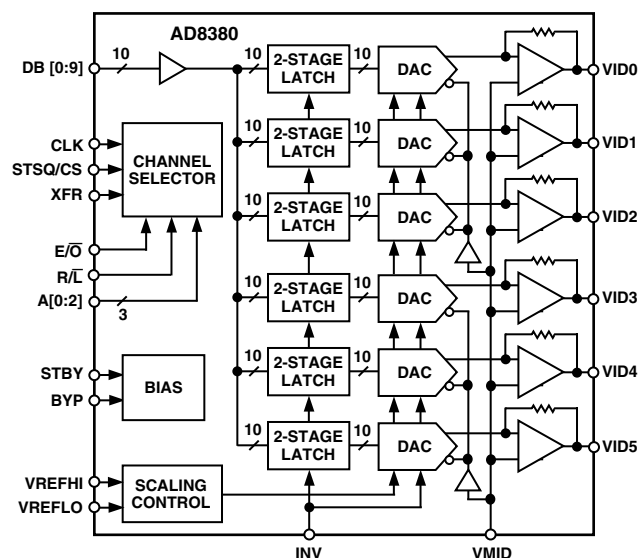 AD8380
DB [0:9]
10
10
2-STAGE
LATCH
10
DAC
VID0
CLK
STSQ/CS
XFR
CHANNEL
SELECTOR
10
2-STAGE
LATCH
10
DAC
VID1
E/O̅
R/L̅
A[0:2]
3
10
2-STAGE
LATCH
10
DAC
VID2
10
2-STAGE
LATCH
10
DAC
VID3
STBY
BYP
BIAS
10
2-STAGE
LATCH
10
DAC
VID4
10
2-STAGE
LATCH
10
DAC
VID5
VREFHI
VREFLO
SCALING
CONTROL
INV
VMID